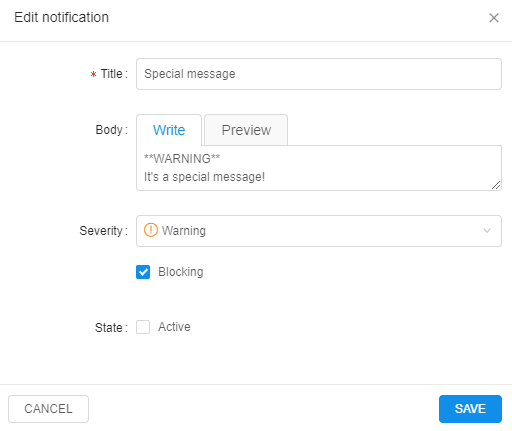 Edit notification
* Title :
Special message
Body :
Write
Preview
**WARNING**
It's a special message!
Severity :
Warning
Blocking
State :
Active
CANCEL
SAVE